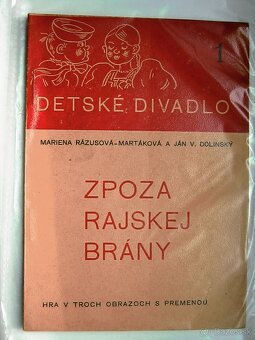 1
DETSKÉ DIVADLO
MARIENA RÁZUSOVÁ-MARTÁKOVÁ A JÁN V. DOLINSKÝ
ZPOZA
RAJSKEJ
BRÁNY
HRA V TROCH OBRAZOCH S PREMENOU